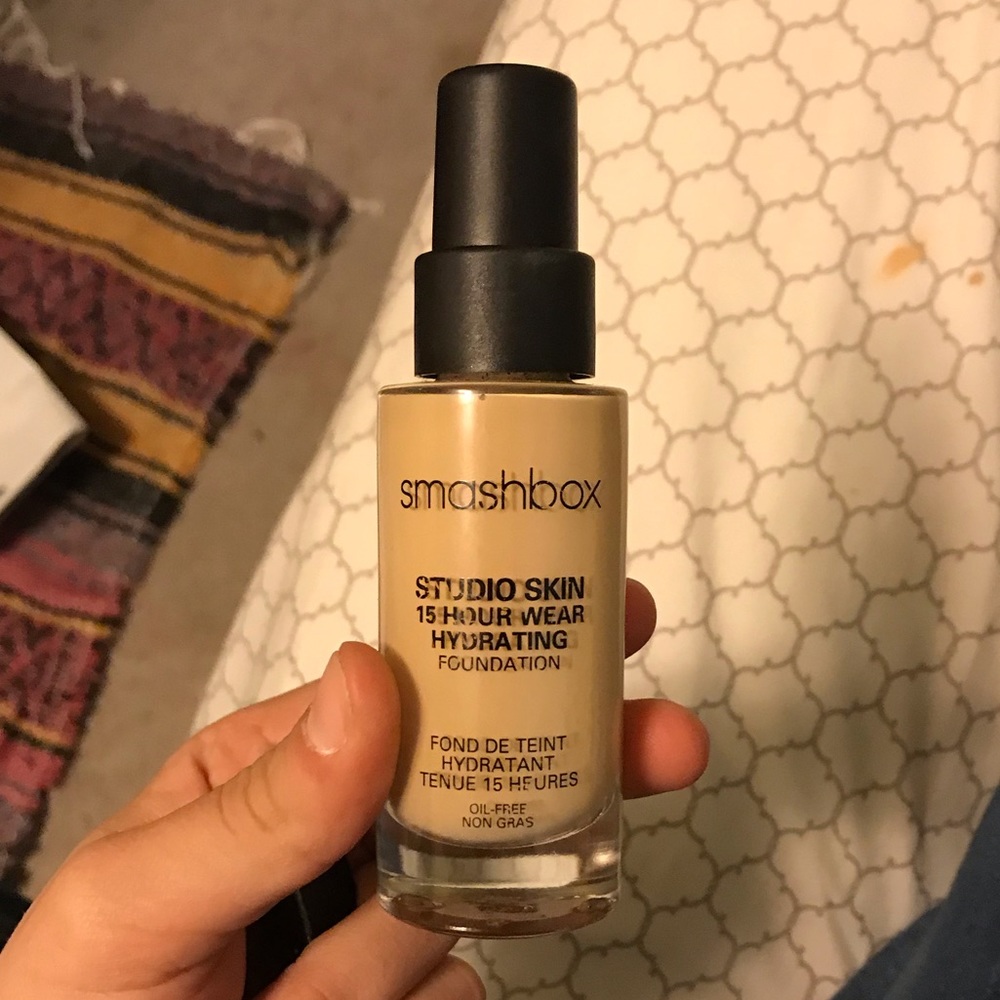 smashbox
STUDIO SKIN
15 HOUR WEAR
HYDRATING
FOUNDATION
FOND DE TEINT
HYDRATANT
TENUE 15 HEURES
OIL-FREE
NON GRAS